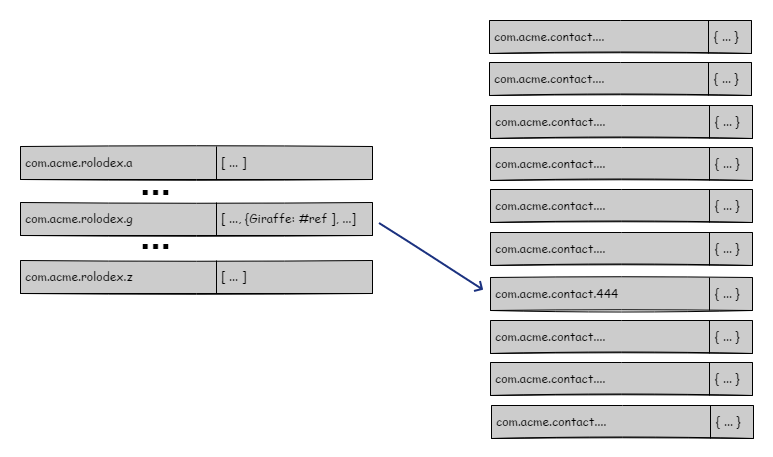 com.acme.rolodex.a [ ... ]
...
com.acme.rolodex.g [ ..., {Giraffe: #ref ], ...]
...
com.acme.rolodex.z [ ... ]
com.acme.contact.... { ... }
com.acme.contact.... { ... }
com.acme.contact.... { ... }
com.acme.contact.... { ... }
com.acme.contact.... { ... }
com.acme.contact.... { ... }
com.acme.contact.444 { ... }
com.acme.contact.... { ... }
com.acme.contact.... { ... }
com.acme.contact.... { ... }